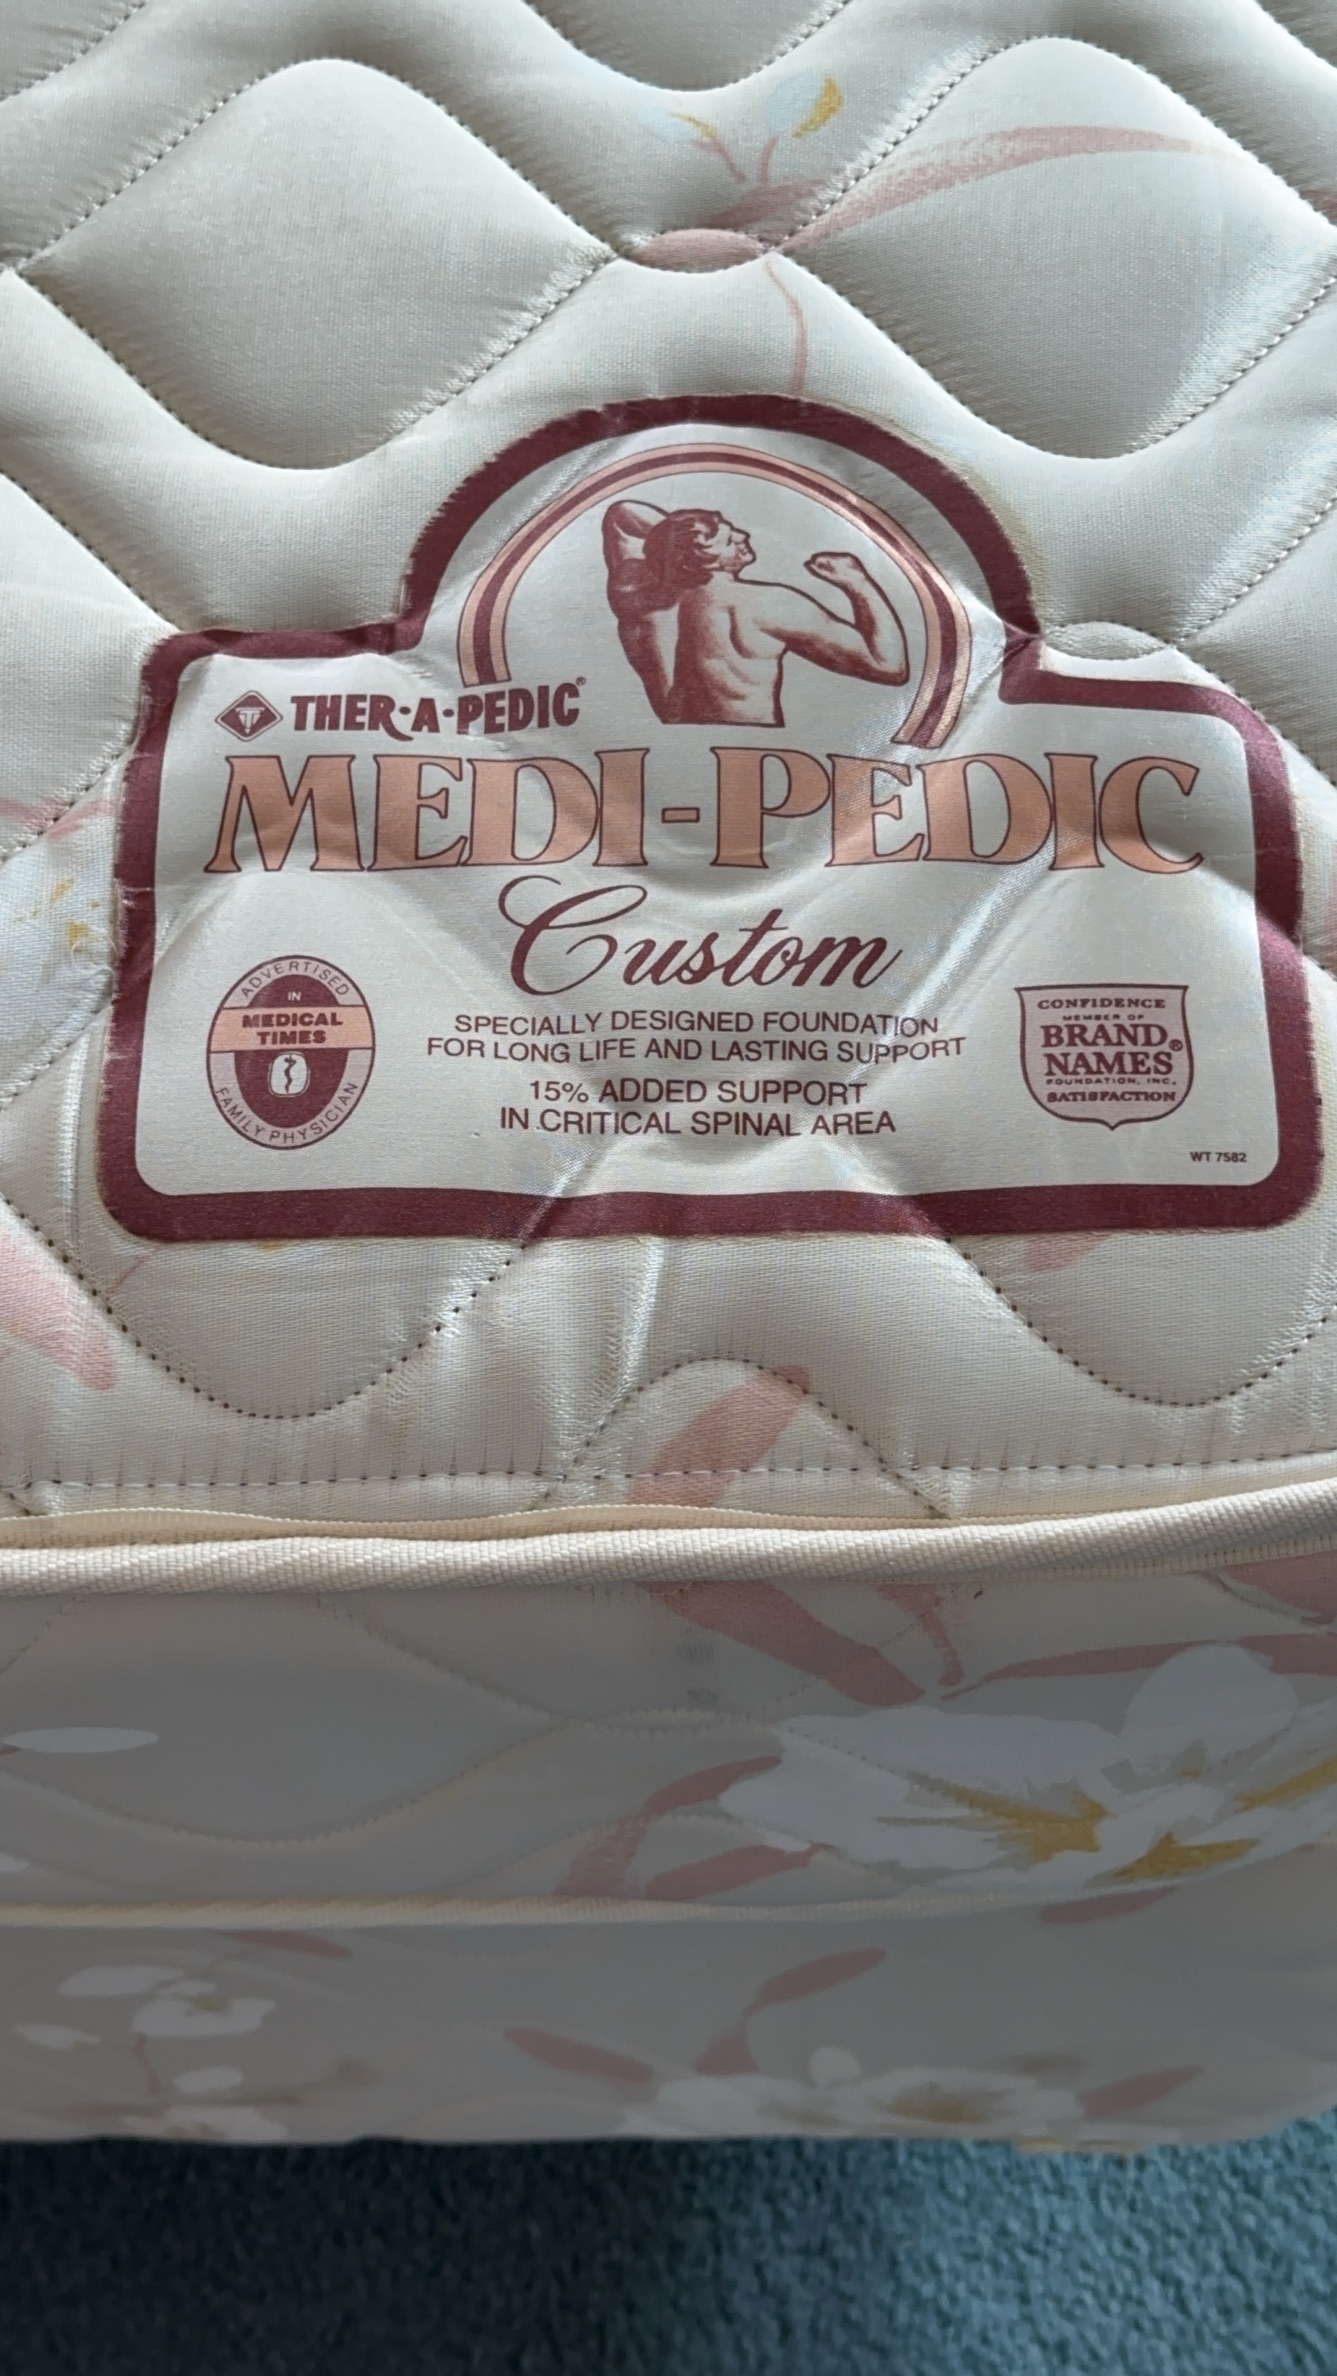 THER·A·PEDIC®
MEDI-PEDIC
Custom
ADVERTISED
IN
MEDICAL
TIMES
FAMILY PHYSICIAN
SPECIALLY DESIGNED FOUNDATION
FOR LONG LIFE AND LASTING SUPPORT
15% ADDED SUPPORT
IN CRITICAL SPINAL AREA
CONFIDENCE
MEMBER OF
BRAND
NAMES®
FOUNDATION, INC.
SATISFACTION
WT 7582